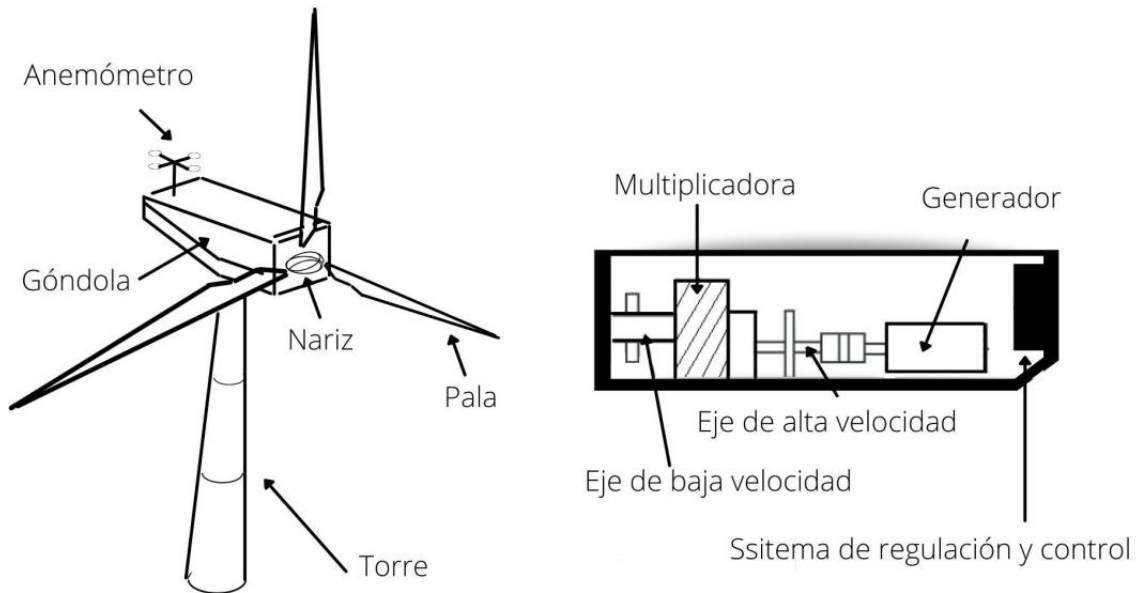 Anemómetro
Góndola
Nariz
Pala
Torre
Multiplicadora
Generador
Eje de alta velocidad
Eje de baja velocidad
Ssitema de regulación y control